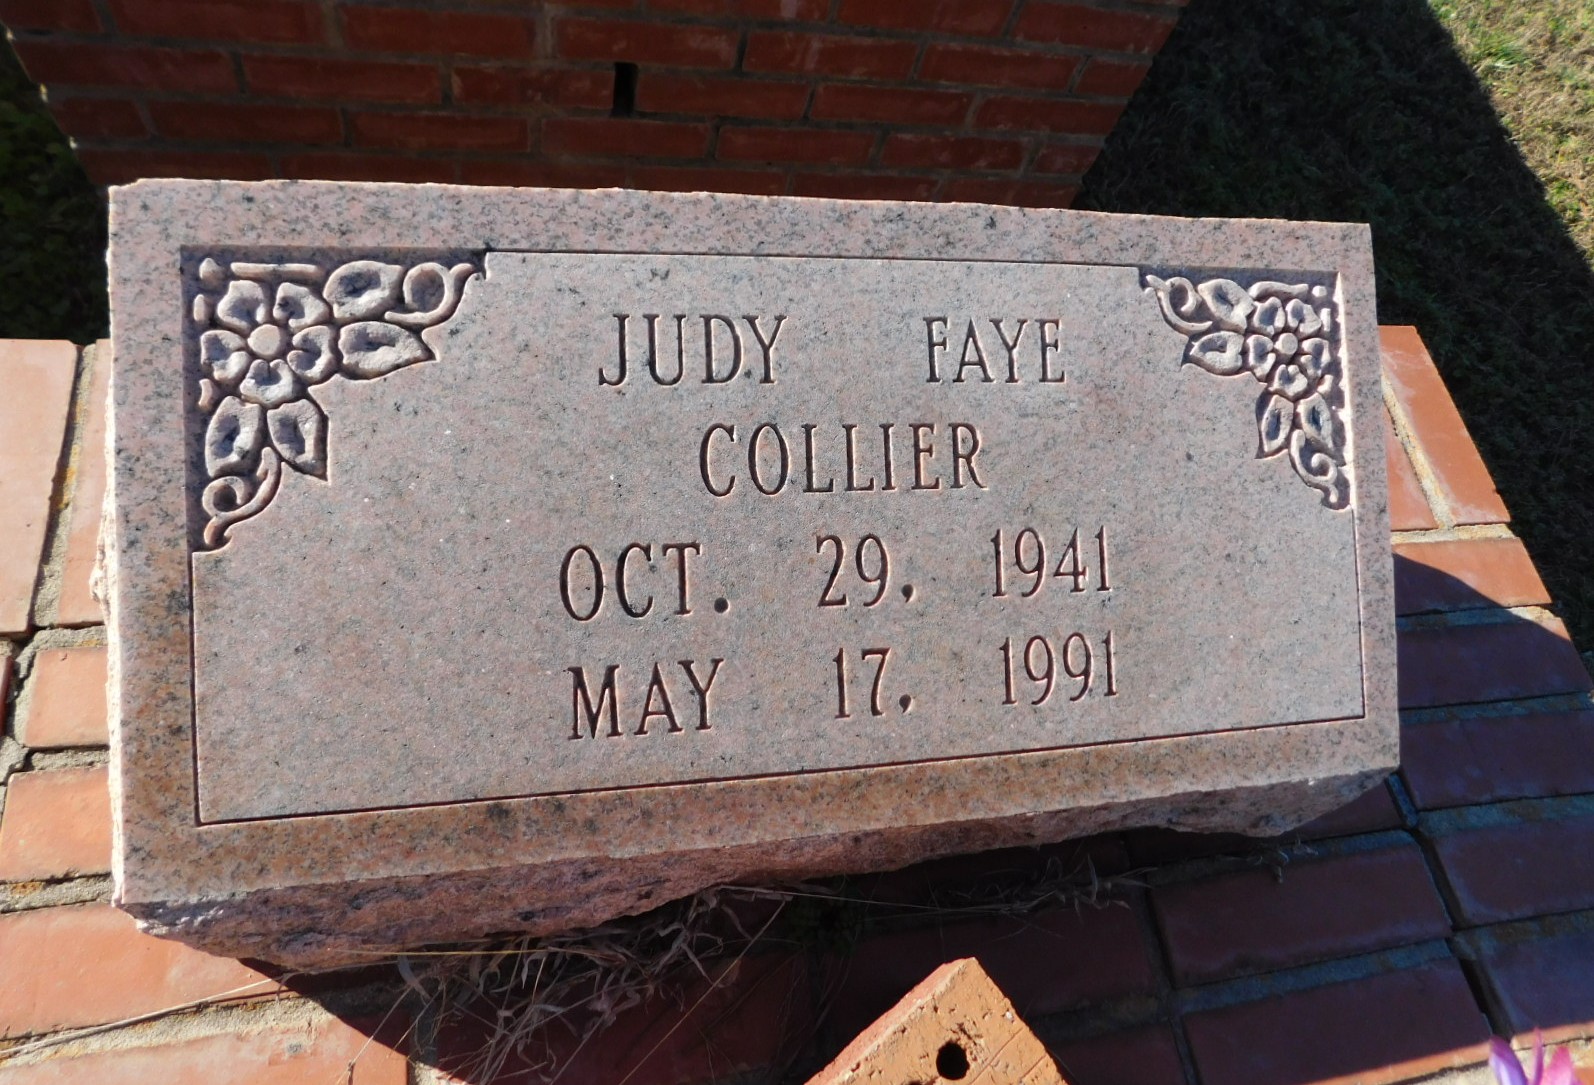 JUDY FAYE
COLLIER
OCT. 29, 1941
MAY 17, 1991